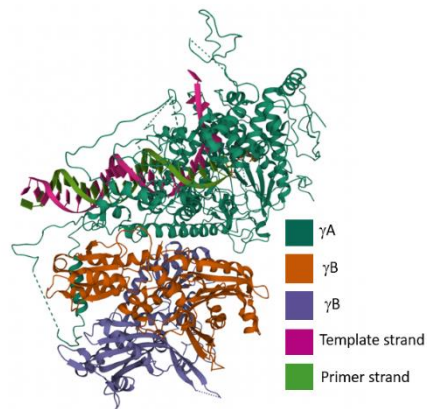 γA
γB
γB
Template strand
Primer strand